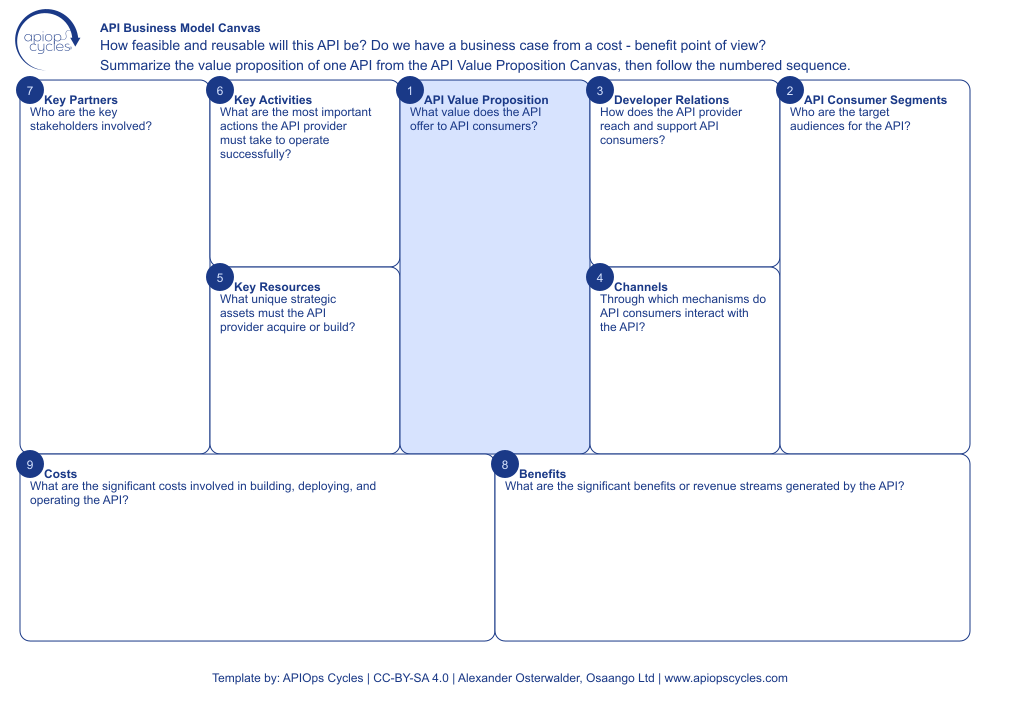 apiops
cycles
API Business Model Canvas
How feasible and reusable will this API be? Do we have a business case from a cost - benefit point of view?
Summarize the value proposition of one API from the API Value Proposition Canvas, then follow the numbered sequence.
7
Key Partners
Who are the key
stakeholders involved?
6
Key Activities
What are the most important
actions the API provider
must take to operate
successfully?
1
API Value Proposition
What value does the API
offer to API consumers?
3
Developer Relations
How does the API provider
reach and support API
consumers?
2
API Consumer Segments
Who are the target
audiences for the API?
5
Key Resources
What unique strategic
assets must the API
provider acquire or build?
4
Channels
Through which mechanisms do
API consumers interact with
the API?
9
Costs
What are the significant costs involved in building, deploying, and
operating the API?
8
Benefits
What are the significant benefits or revenue streams generated by the API?
Template by: APIOps Cycles | CC-BY-SA 4.0 | Alexander Osterwalder, Osaango Ltd | www.apiopscycles.com